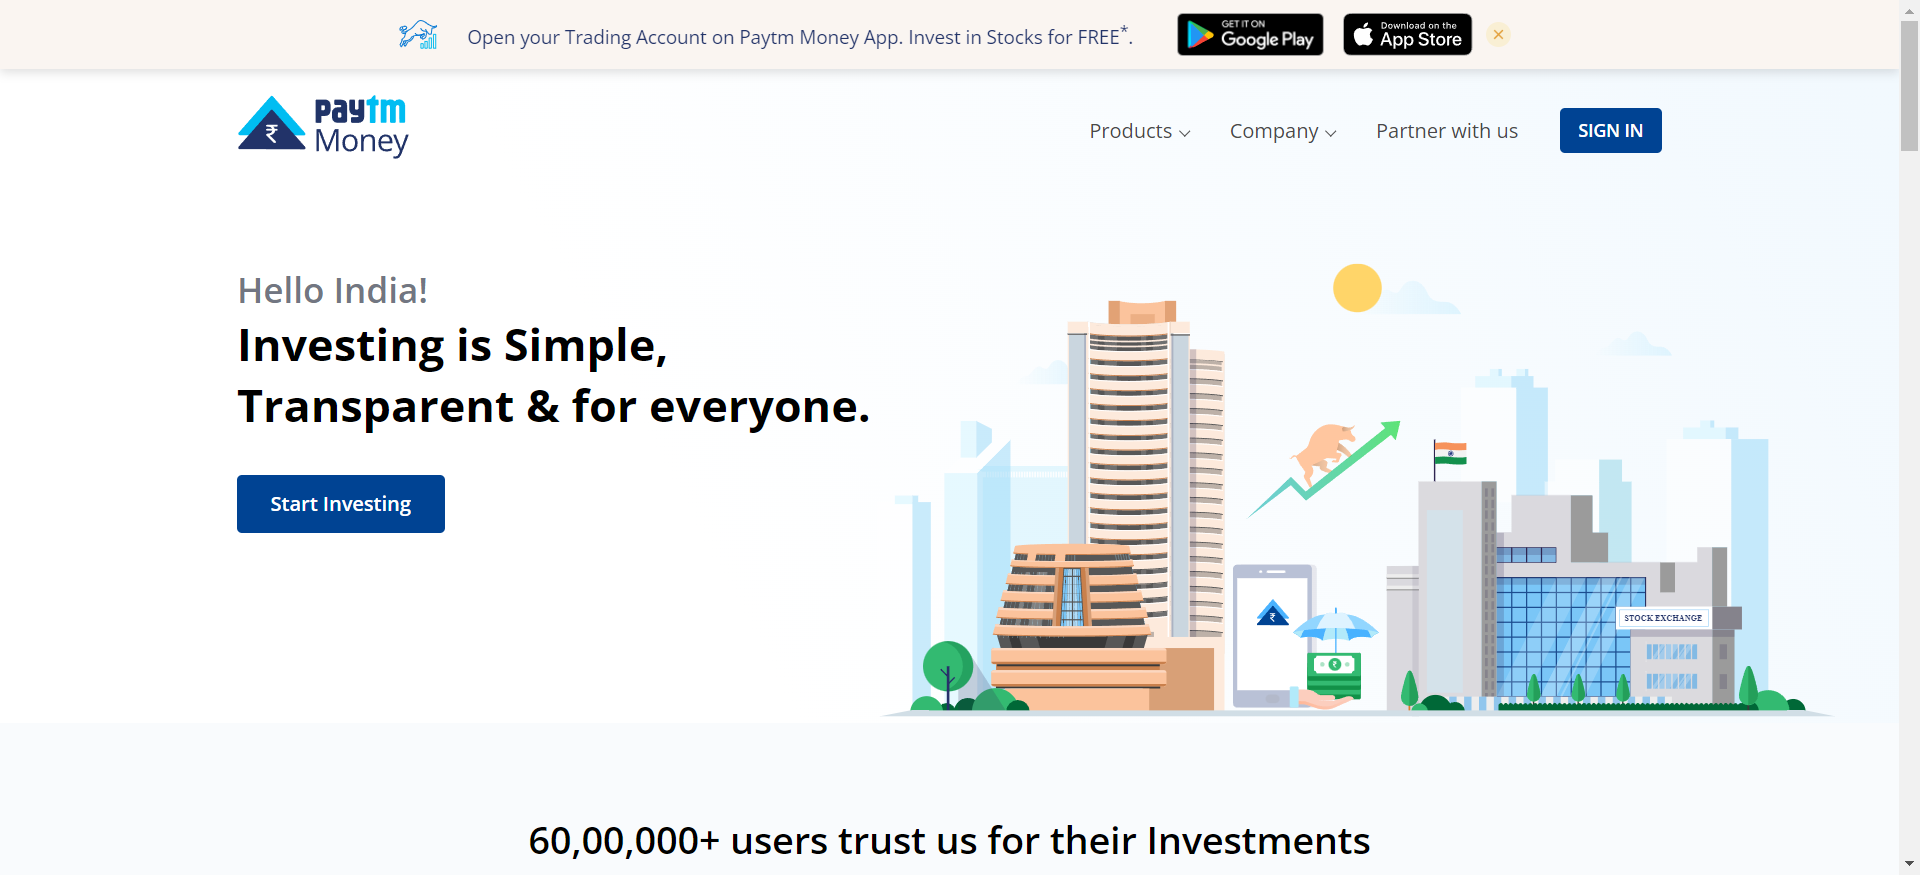 Open your Trading Account on Paytm Money App. Invest in Stocks for FREE*.
GET IT ON
Google Play
Download on the
App Store
paytm
Money
₹
Products
Company
Partner with us
SIGN IN
Hello India!
Investing is Simple,
Transparent & for everyone.
Start Investing
₹
₹
STOCK EXCHANGE
60,00,000+ users trust us for their Investments